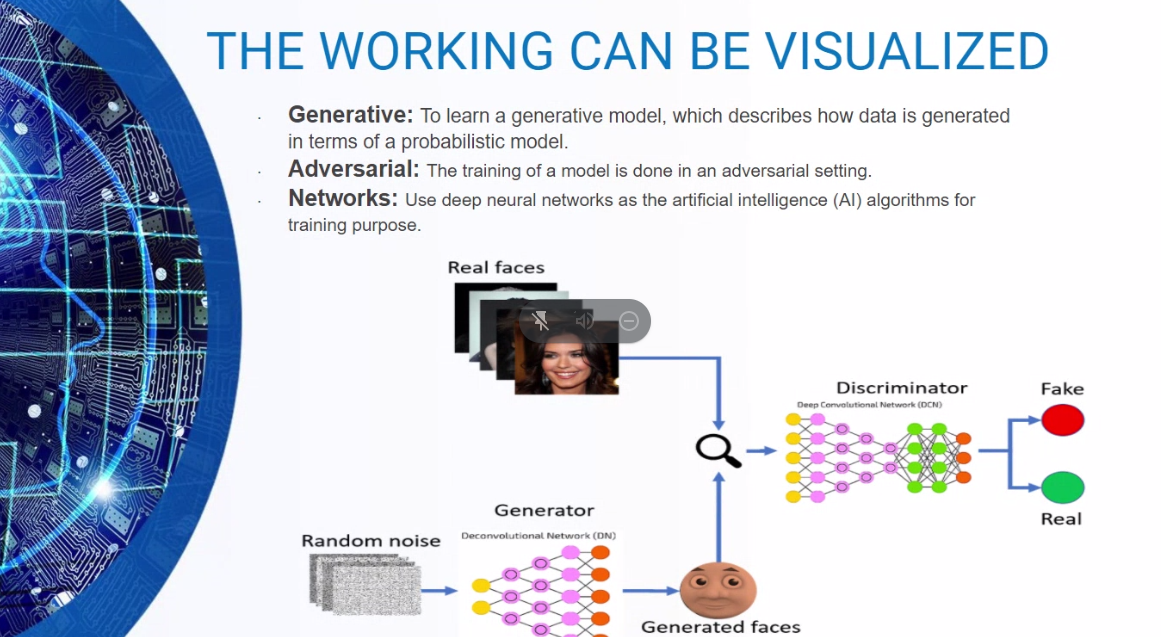 THE WORKING CAN BE VISUALIZED
· Generative: To learn a generative model, which describes how data is generated
in terms of a probabilistic model.
· Adversarial: The training of a model is done in an adversarial setting.
· Networks: Use deep neural networks as the artificial intelligence (AI) algorithms for
training purpose.
Real faces
Discriminator
Deep Convolutional Network (DCN)
Fake
Real
Generator
Deconvolutional Network (DN)
Random noise
Generated faces